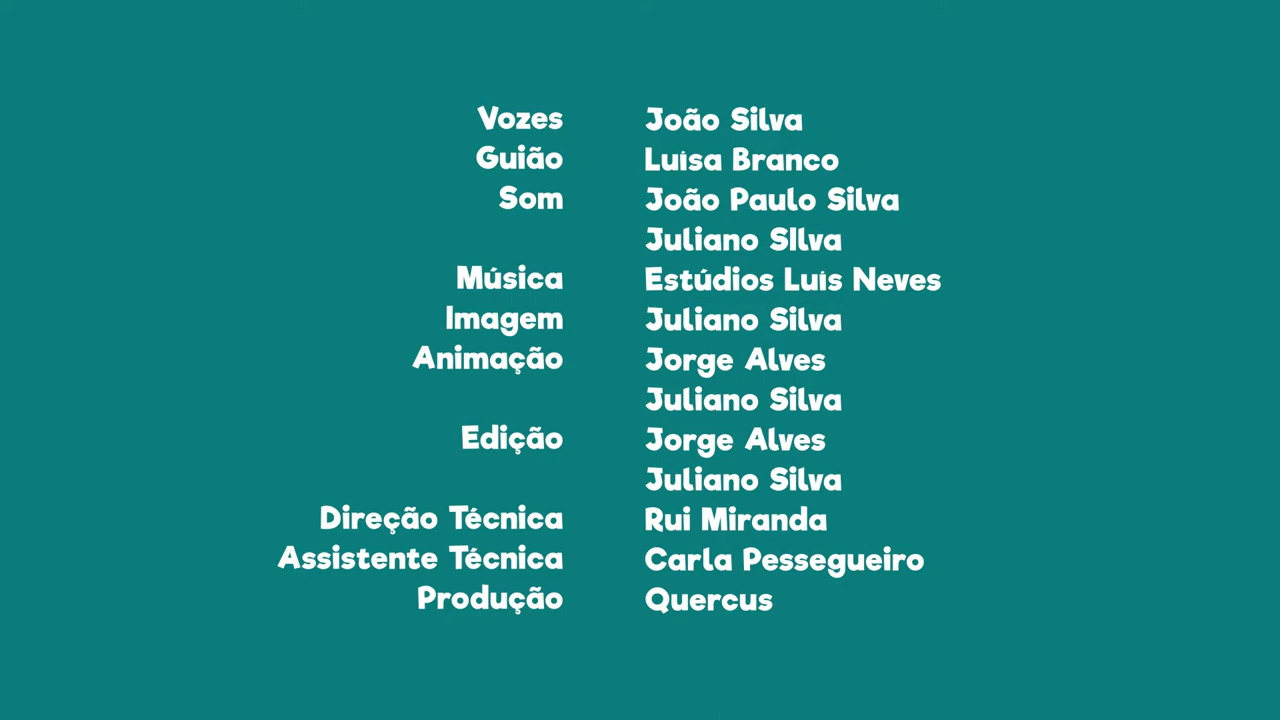 Vozes João Silva
Guião Luísa Branco
Som João Paulo Silva
Juliano SIlva
Música Estúdios Luís Neves
Imagem Juliano Silva
Animação Jorge Alves
Juliano Silva
Edição Jorge Alves
Juliano Silva
Direção Técnica Rui Miranda
Assistente Técnica Carla Pessegueiro
Produção Quercus